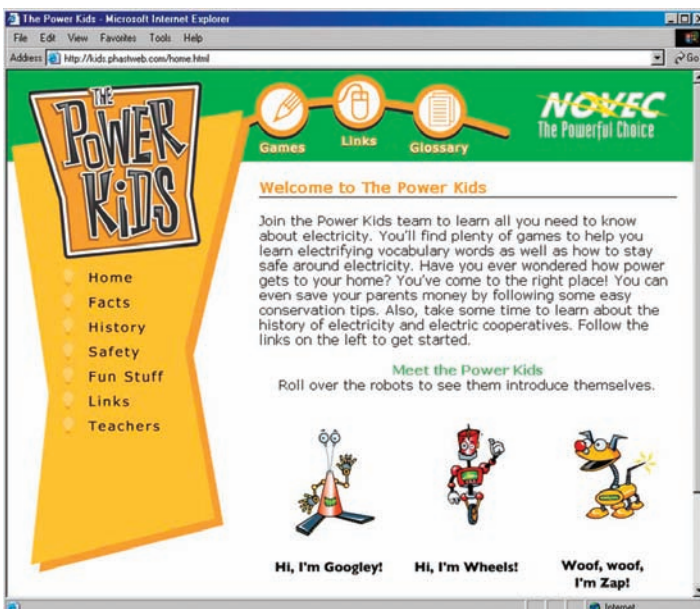 The Power Kids - Microsoft Internet Explorer
File Edit View Favorites Tools Help
Address http://kids.phastweb.com/home.html Go
THE
POWER
KIDS
Games
Links
Glossary
NOVEC
The Powerful Choice
Home
Facts
History
Safety
Fun Stuff
Links
Teachers
Welcome to The Power Kids
Join the Power Kids team to learn all you need to know
about electricity. You'll find plenty of games to help you
learn electrifying vocabulary words as well as how to stay
safe around electricity. Have you ever wondered how power
gets to your home? You've come to the right place! You can
even save your parents money by following some easy
conservation tips. Also, take some time to learn about the
history of electricity and electric cooperatives. Follow the
links on the left to get started.
Meet the Power Kids
Roll over the robots to see them introduce themselves.
Hi, I'm Googley!
Hi, I'm Wheels!
Woof, woof,
I'm Zap!
Internet